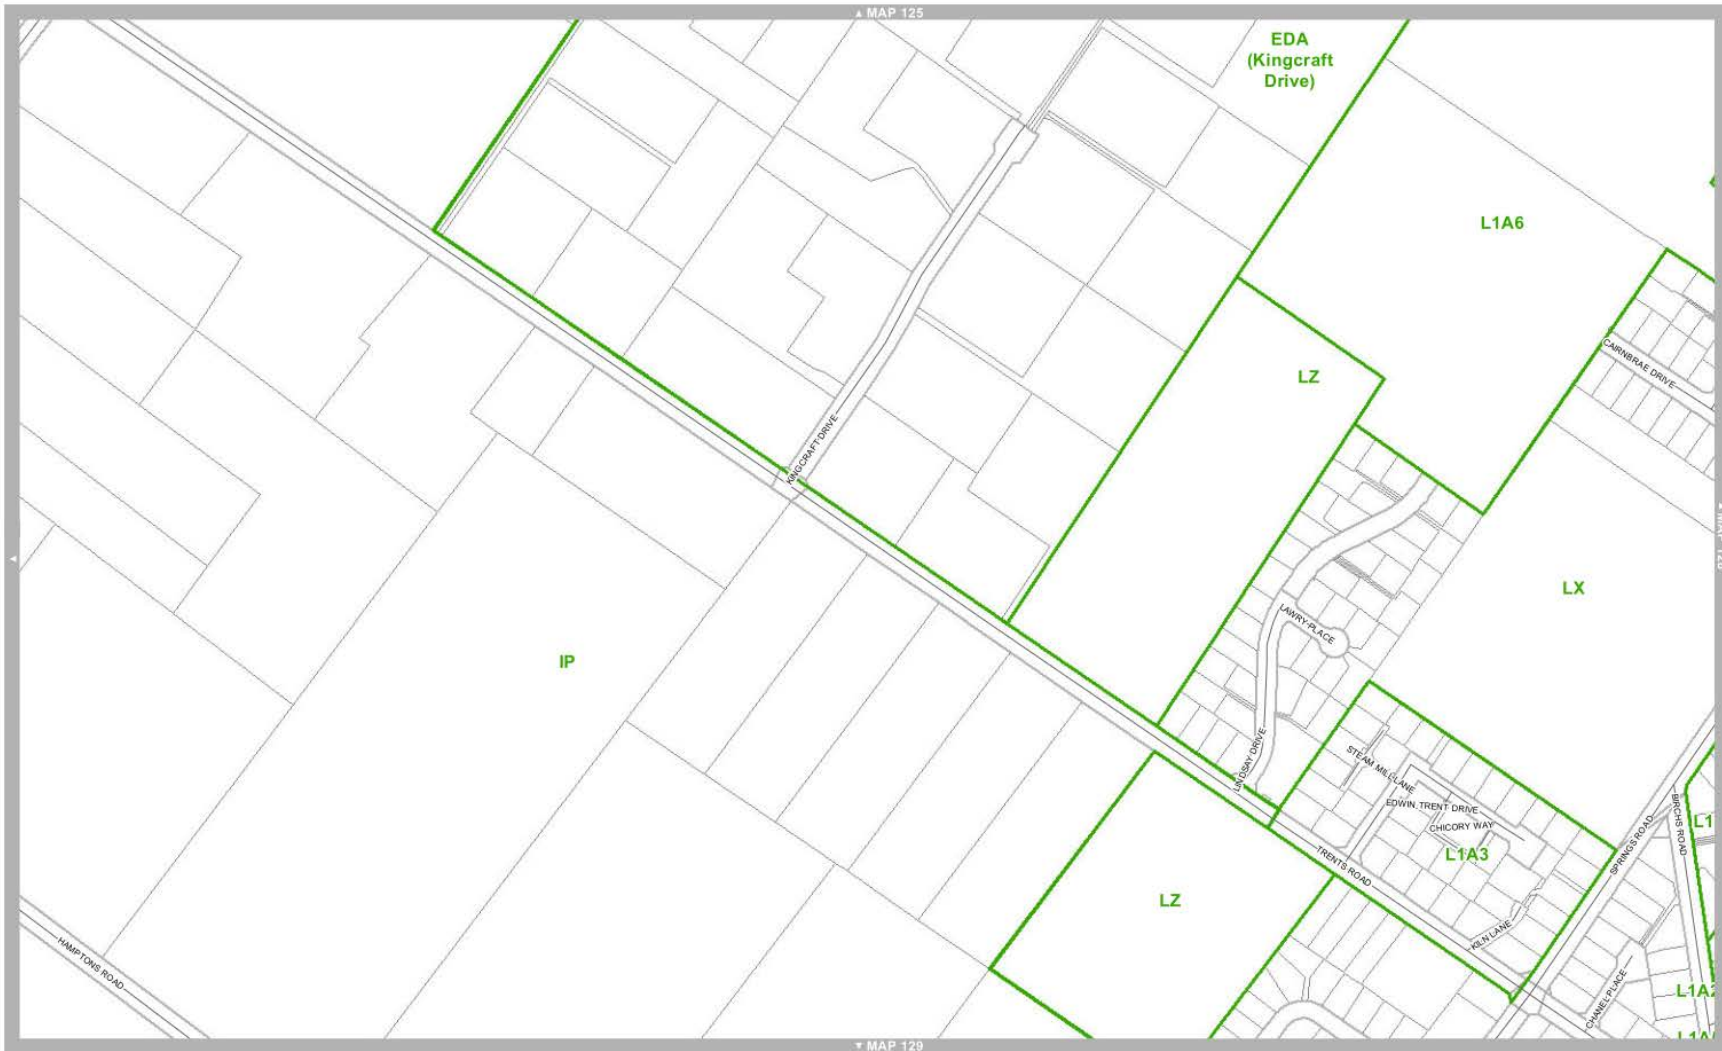 ▲ MAP 125
EDA
(Kingcraft
Drive)
L1A6
CAIRNBRAE DRIVE
LZ
KINGCRAFT DRIVE
LX
LAWRY PLACE
IP
LINDSAY DRIVE
STEAM MILL LANE
EDWIN TRENT DRIVE
CHICORY WAY
L1A3
TRENTS ROAD
SPRINGS ROAD
BIRCHS ROAD
L1
LZ
KILN LANE
HAMPTONS ROAD
CHANEL PLACE
L1A2
▼ MAP 129